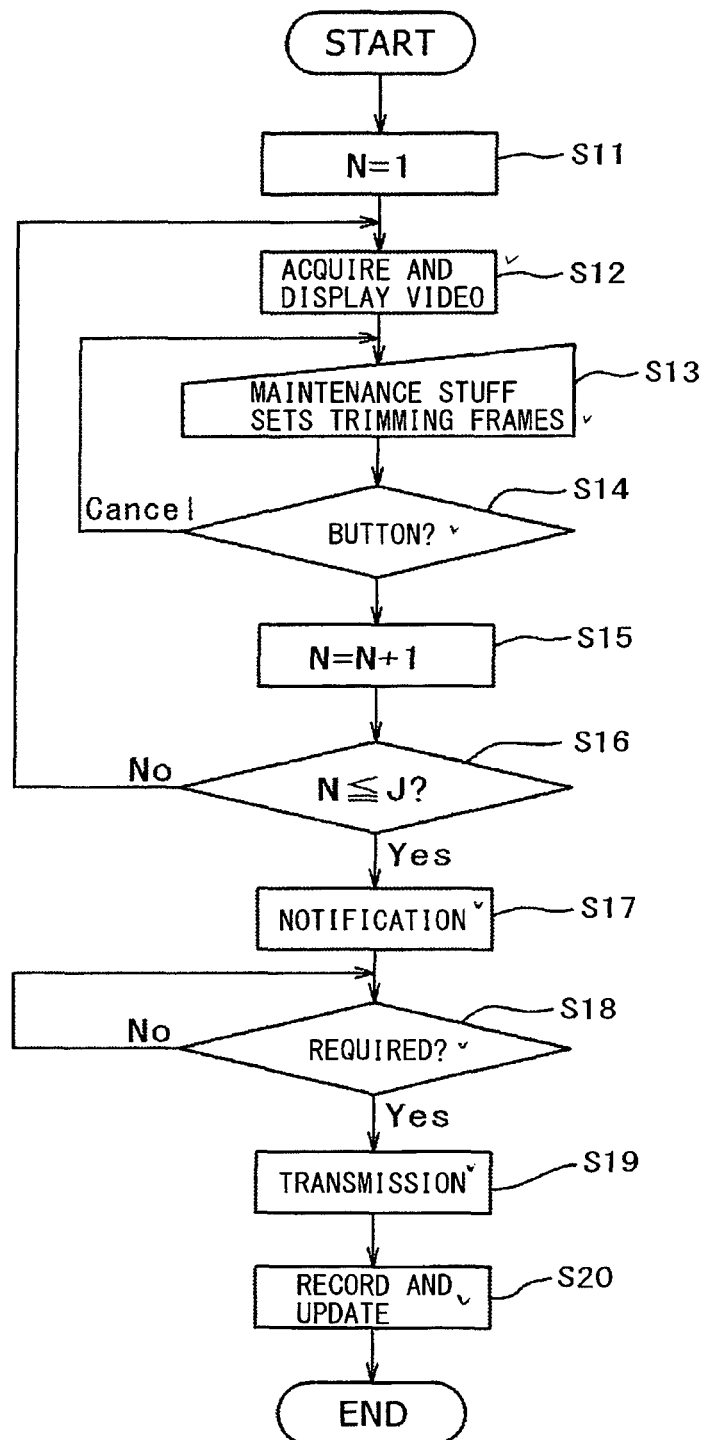 START
N=1
S11
ACQUIRE AND
DISPLAY VIDEO
S12
MAINTENANCE STUFF
SETS TRIMMING FRAMES
S13
Cancel
BUTTON?
S14
N=N+1
S15
No
N≦J?
S16
Yes
NOTIFICATION
S17
No
REQUIRED?
S18
Yes
TRANSMISSION
S19
RECORD AND
UPDATE
S20
END